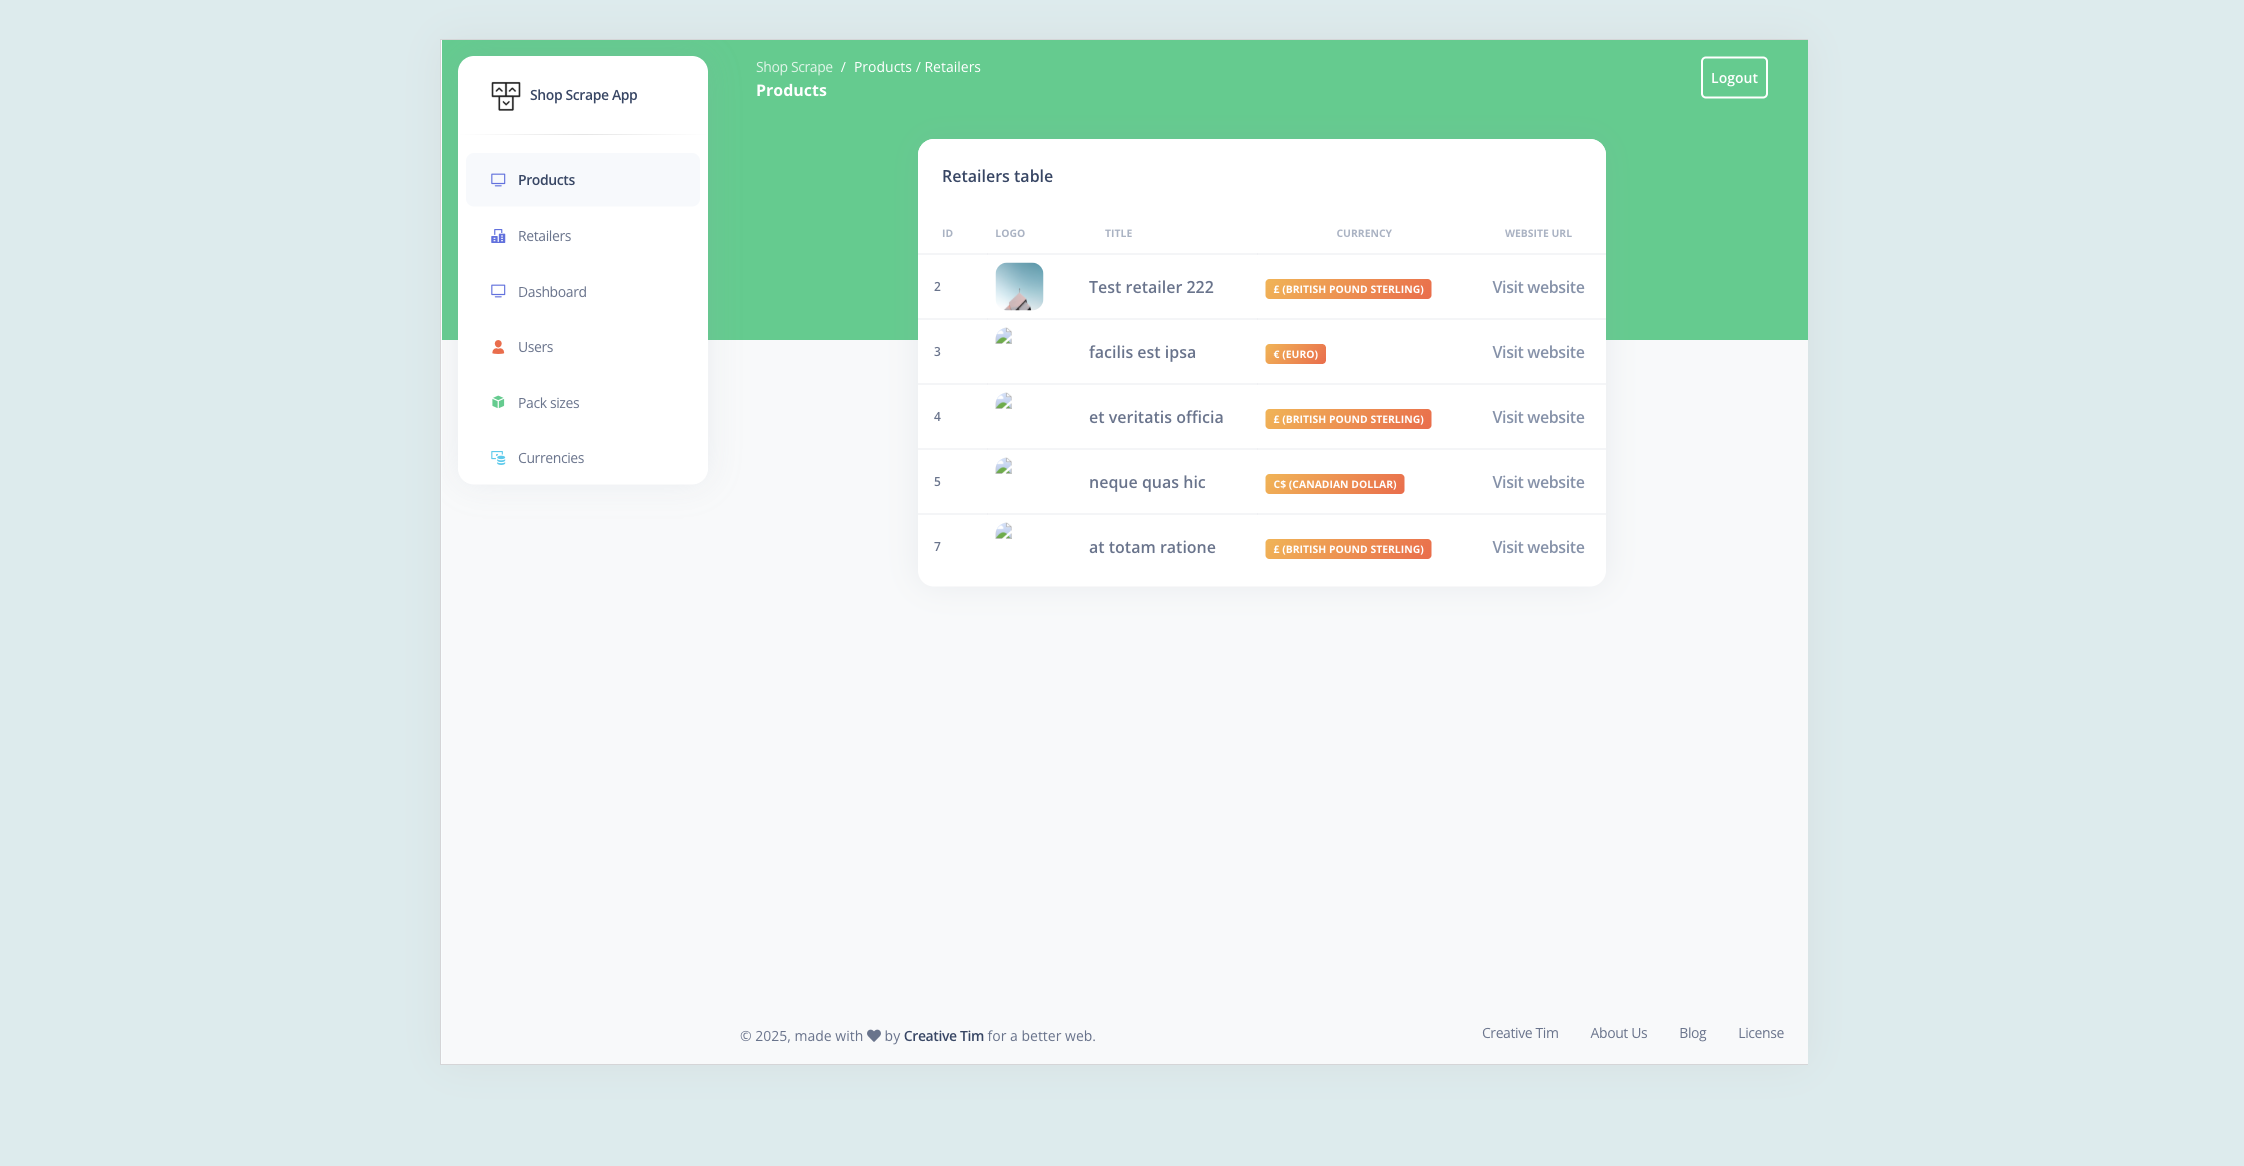 Shop Scrape App
Products
Retailers
Dashboard
Users
Pack sizes
Currencies
Shop Scrape / Products / Retailers
Products
Logout
Retailers table
ID LOGO TITLE CURRENCY WEBSITE URL
2 Test retailer 222 £ (BRITISH POUND STERLING) Visit website
3 facilis est ipsa € (EURO) Visit website
4 et veritatis officia £ (BRITISH POUND STERLING) Visit website
5 neque quas hic C$ (CANADIAN DOLLAR) Visit website
7 at totam ratione £ (BRITISH POUND STERLING) Visit website
© 2025, made with ♥ by Creative Tim for a better web.
Creative Tim About Us Blog License